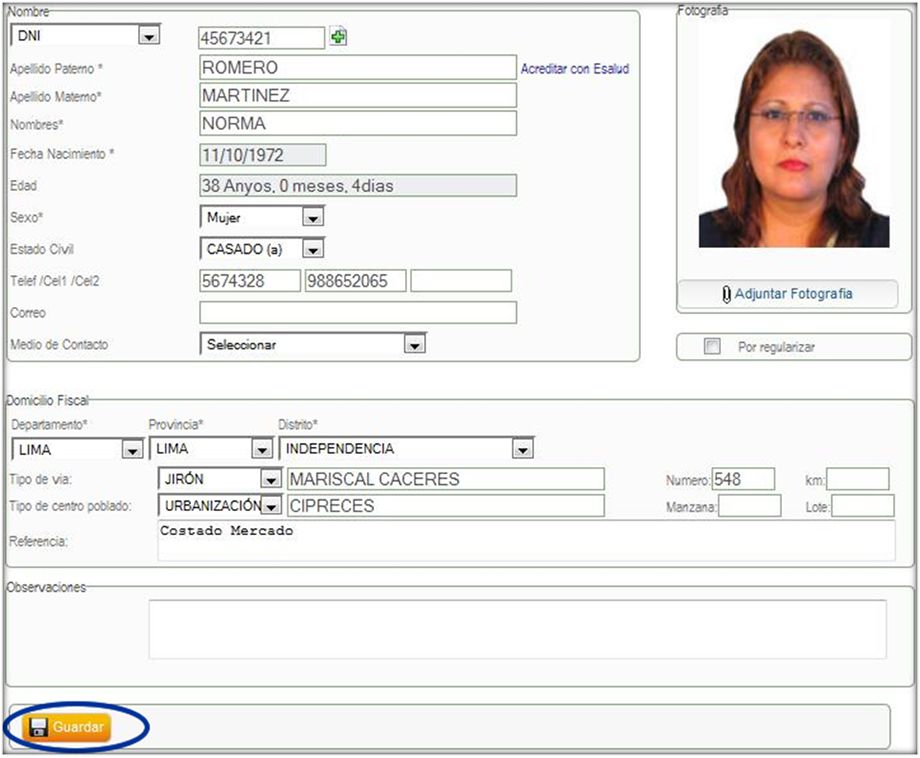 Nombre
Fotografia
DNI 45673421
Apellido Paterno * ROMERO Acreditar con Esalud
Apellido Materno* MARTINEZ
Nombres* NORMA
Fecha Nacimiento * 11/10/1972
Edad 38 Anyos, 0 meses, 4dias
Sexo* Mujer
Estado Civil CASADO (a)
Telef /Cel1 /Cel2 5674328 988652065
Adjuntar Fotografia
Correo
Medio de Contacto Seleccionar
Por regularizar
Domicilio Fiscal
Departamento* Provincia* Distrito*
LIMA LIMA INDEPENDENCIA
Tipo de via: JIRÓN MARISCAL CACERES Numero: 548 km:
Tipo de centro poblado: URBANIZACIÓN CIPRECES Manzana: Lote:
Referencia: Costado Mercado
Observaciones
Guardar